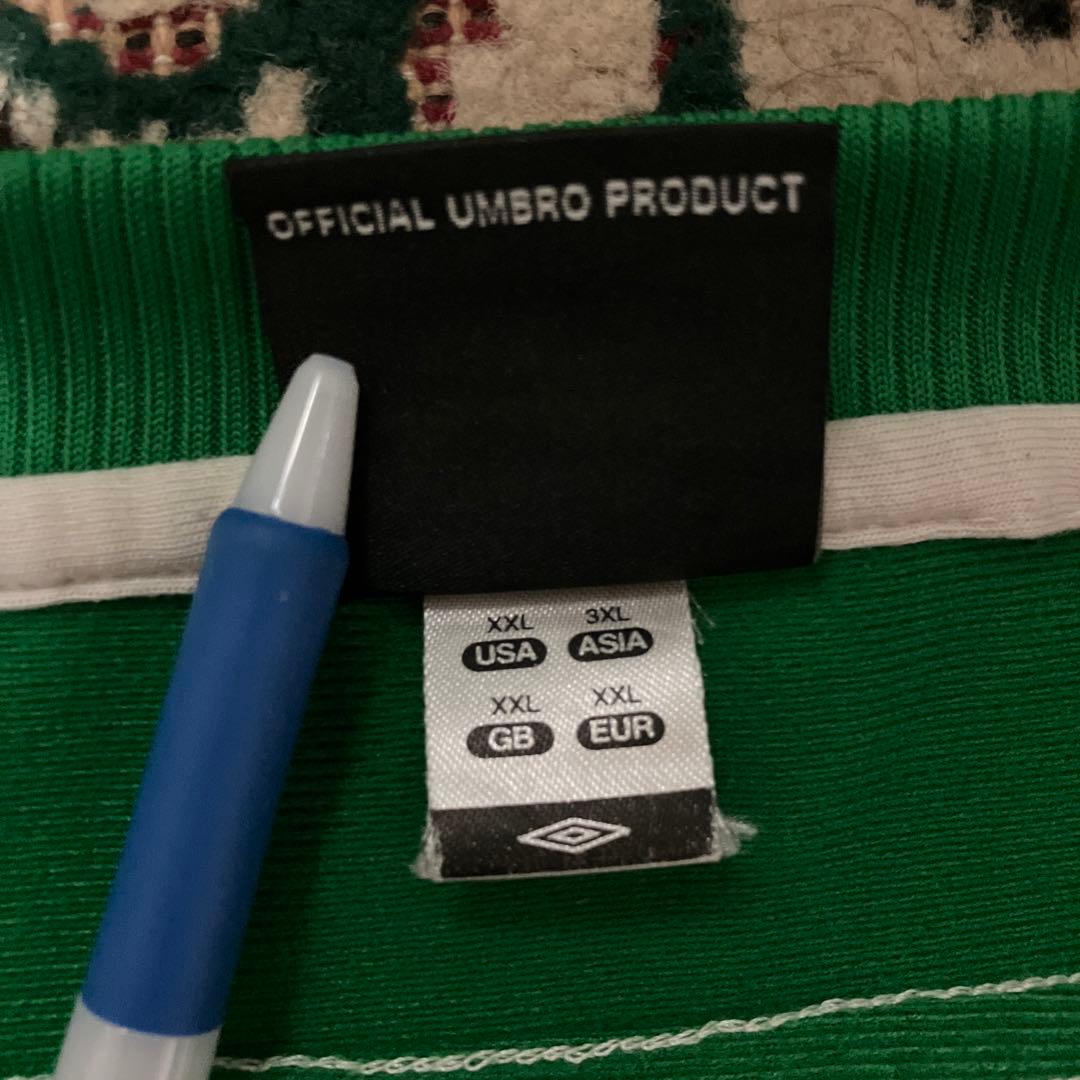 OFFICIAL UMBRO PRODUCT
XXL 3XL
USA ASIA
XXL XXL
GB EUR